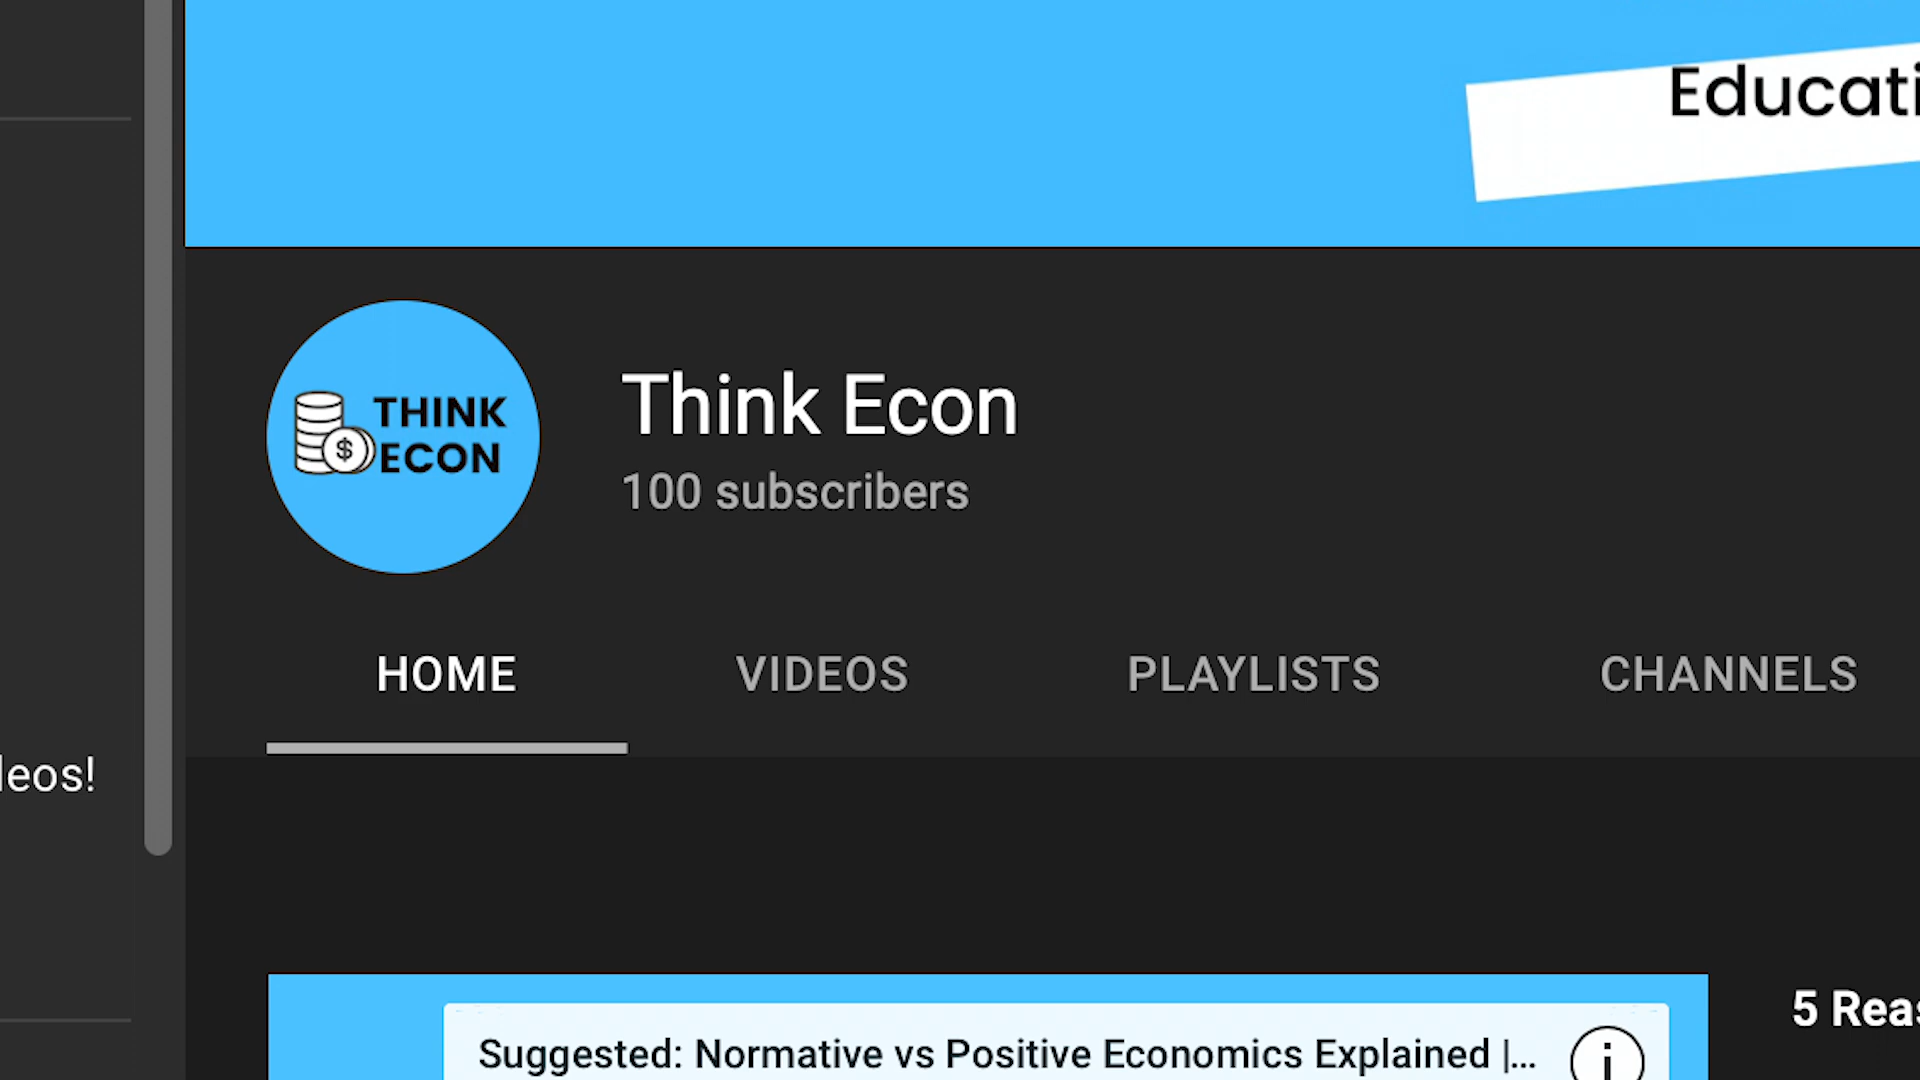 Educati
THINK
$ ECON
Think Econ
100 subscribers
HOME VIDEOS PLAYLISTS CHANNELS
leos!
5 Reas
Suggested: Normative vs Positive Economics Explained |...